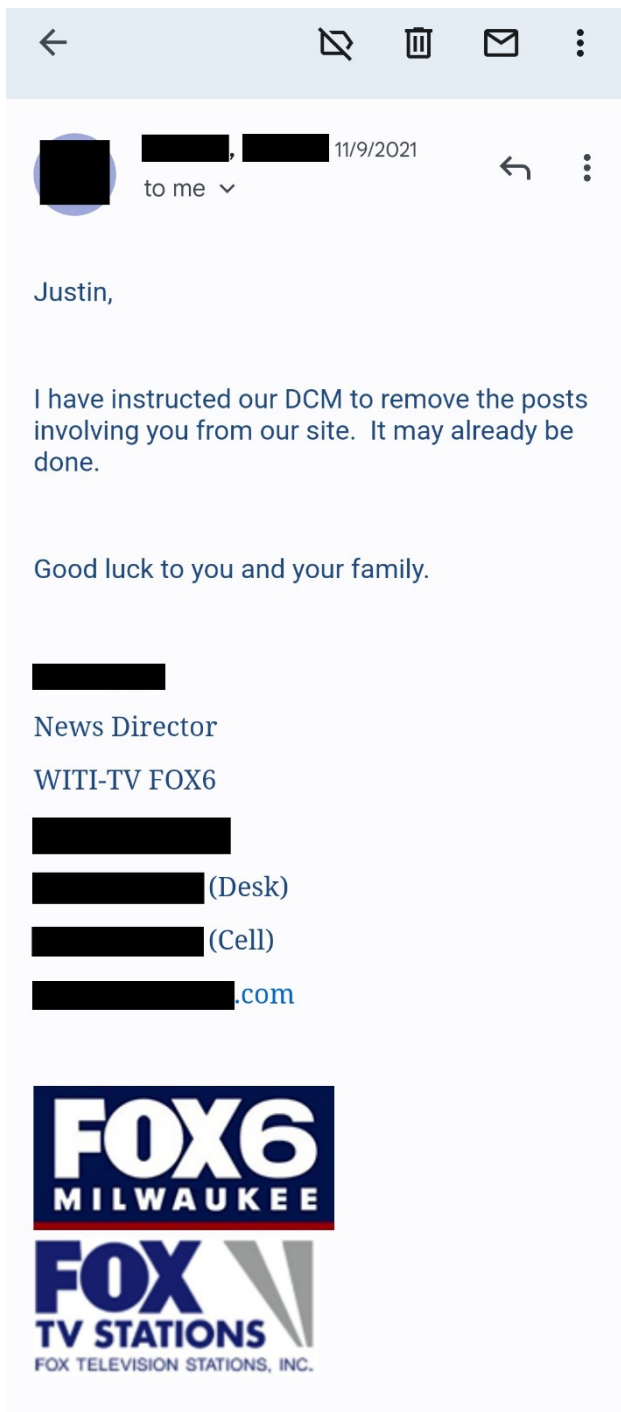 , 11/9/2021
to me
Justin,
I have instructed our DCM to remove the posts
involving you from our site.  It may already be
done.
Good luck to you and your family.
News Director
WITI-TV FOX6
(Desk)
(Cell)
.com
FOX6
MILWAUKEE
FOX
TV STATIONS
FOX TELEVISION STATIONS, INC.